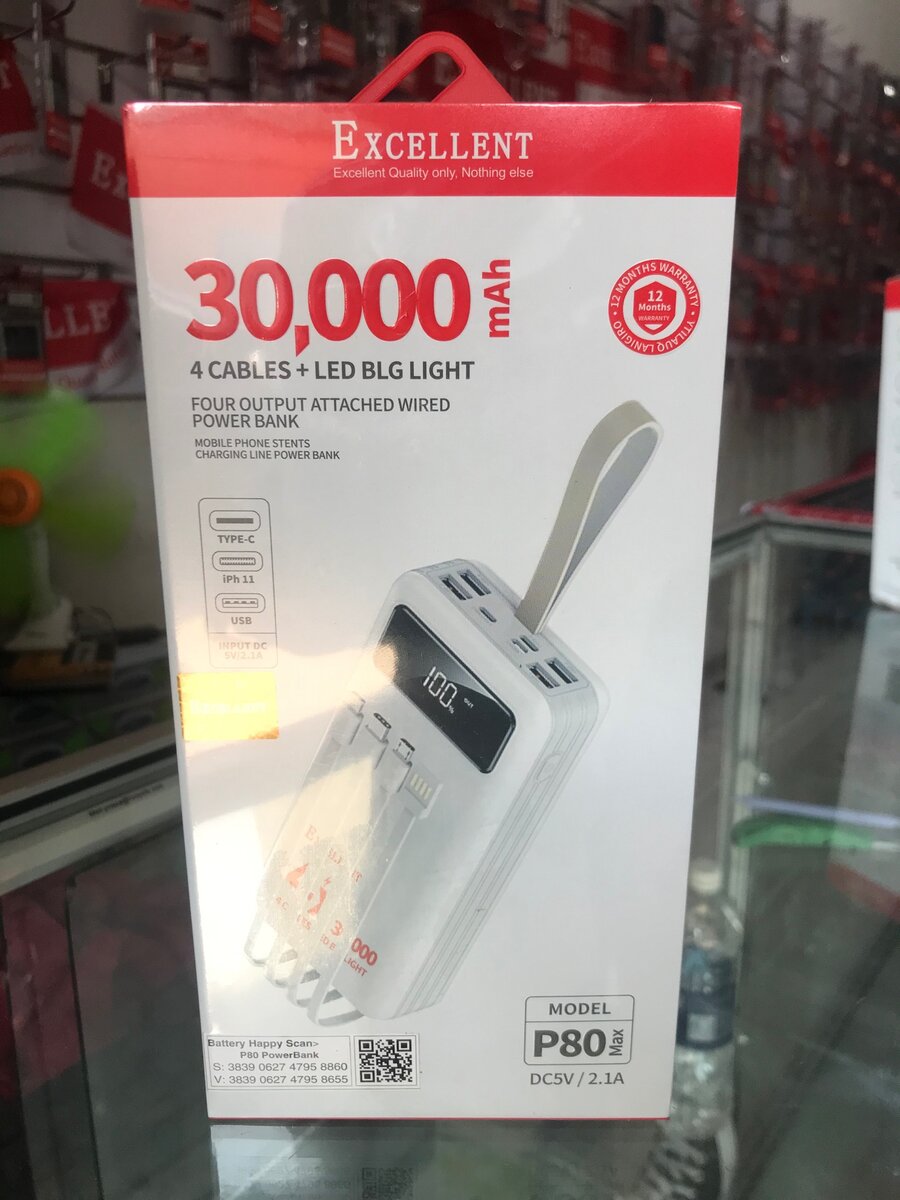 EXCELLENT
Excellent Quality only, Nothing else
30,000 mAh
4 CABLES + LED BLG LIGHT
FOUR OUTPUT ATTACHED WIRED
POWER BANK
MOBILE PHONE STENTS
CHARGING LINE POWER BANK
12 MONTHS WARRANTY
12
Months
WARRANTY
ORIGINAL QUALITY
TYPE-C
iPh 11
USB
INPUT DC
5V/2.1A
100%
OUT
MODEL
P80 Max
DC5V / 2.1A
Battery Happy Scan>
P80 PowerBank
S: 3839 0627 4795 8860
V: 3839 0627 4795 8655